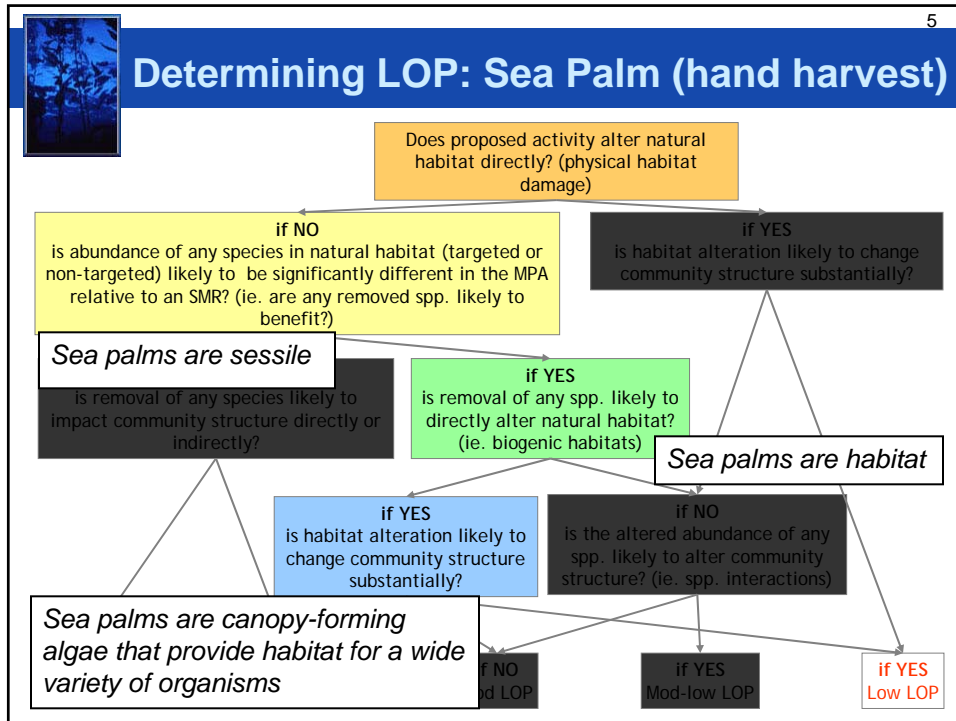 5
Determining LOP: Sea Palm (hand harvest)
Does proposed activity alter natural
habitat directly? (physical habitat
damage)
if NO
is abundance of any species in natural habitat (targeted or
non-targeted) likely to be significantly different in the MPA
relative to an SMR? (ie. are any removed spp. likely to
benefit?)
if YES
is habitat alteration likely to change
community structure substantially?
Sea palms are sessile
is removal of any species likely to
impact community structure directly or
indirectly?
if YES
is removal of any spp. likely to
directly alter natural habitat?
(ie. biogenic habitats)
Sea palms are habitat
if YES
is habitat alteration likely to
change community structure
substantially?
if NO
is the altered abundance of any
spp. likely to alter community
structure? (ie. spp. interactions)
Sea palms are canopy-forming
algae that provide habitat for a wide
variety of organisms
NO
LOP
if YES
Mod-low LOP
if YES
Low LOP